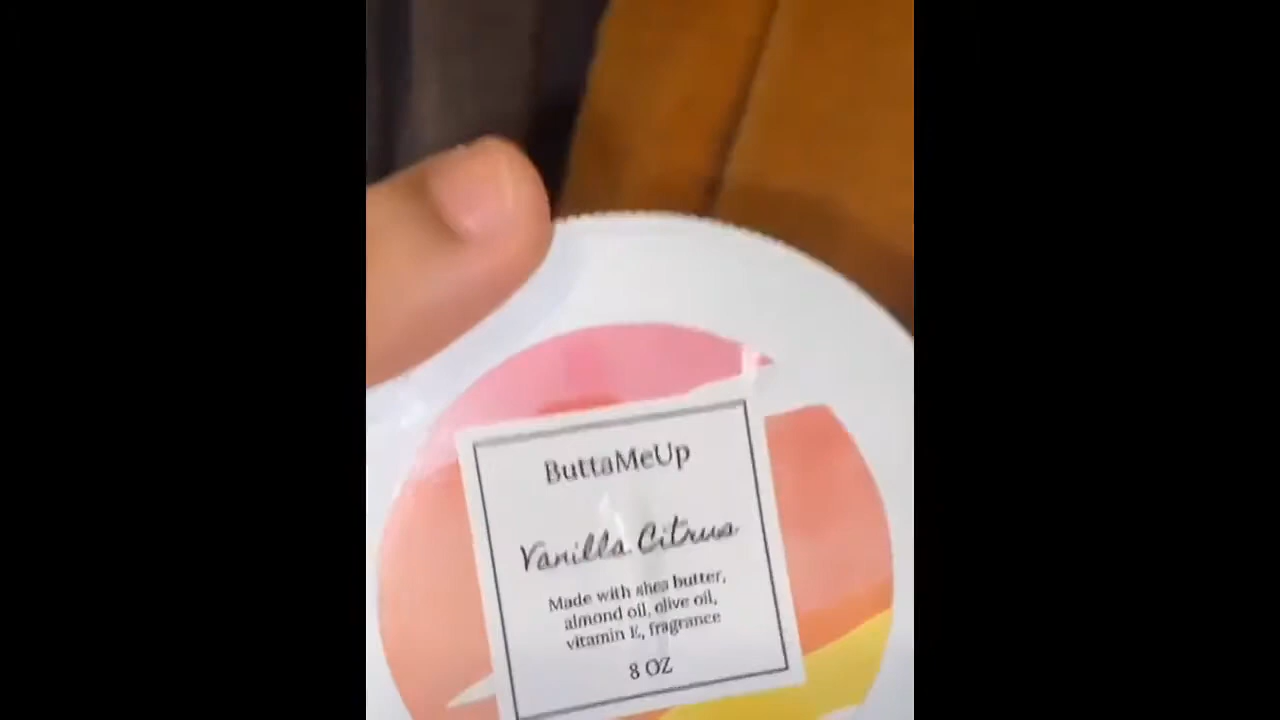 ButtaMeUp
Vanilla Citrus
Made with shea butter,
almond oil, olive oil,
vitamin E, fragrance
8 OZ